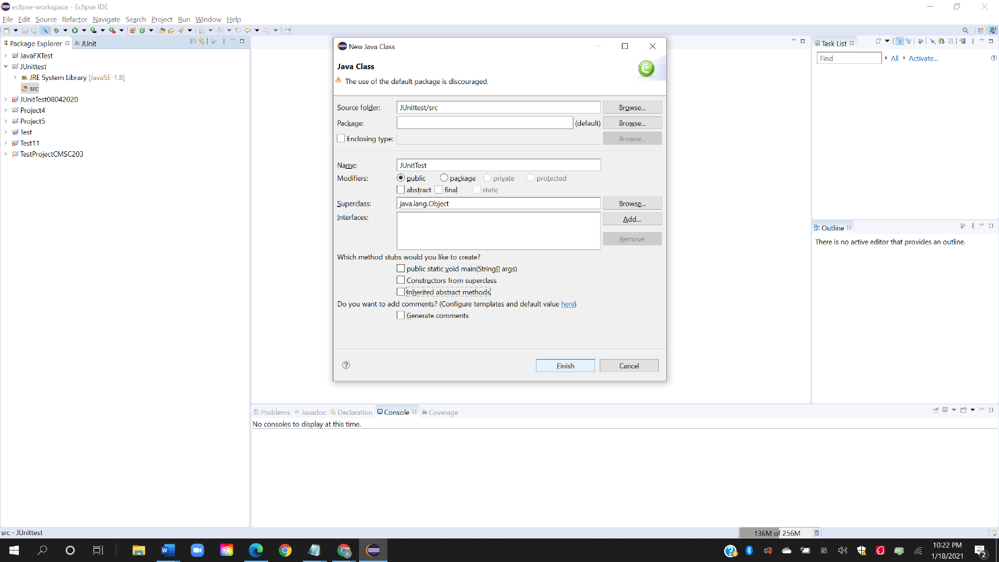 eclipse-workspace - Eclipse IDE
File Edit Source Refactor Navigate Search Project Run Window Help
Package Explorer
JUnit
JavaFXTest
JUnittest
JRE System Library [JavaSE-1.8]
src
JUnitTest08042020
Project4
Project5
Test
Test11
TestProjectCMSC203
New Java Class
Java Class
The use of the default package is discouraged.
Source folder: JUnittest/src Browse...
Package: (default) Browse...
Enclosing type: Browse...
Name: JUnitTest
Modifiers: public package private protected
abstract final static
Superclass: java.lang.Object Browse...
Interfaces: Add...
Remove
Which method stubs would you like to create?
public static void main(String[] args)
Constructors from superclass
Inherited abstract methods
Do you want to add comments? (Configure templates and default value here)
Generate comments
Finish Cancel
Task List
Find All Activate...
Outline
There is no active editor that provides an outline.
Problems Javadoc Declaration Console Coverage
No consoles to display at this time.
src - JUnittest
136M of 256M
10:22 PM
1/18/2021
2